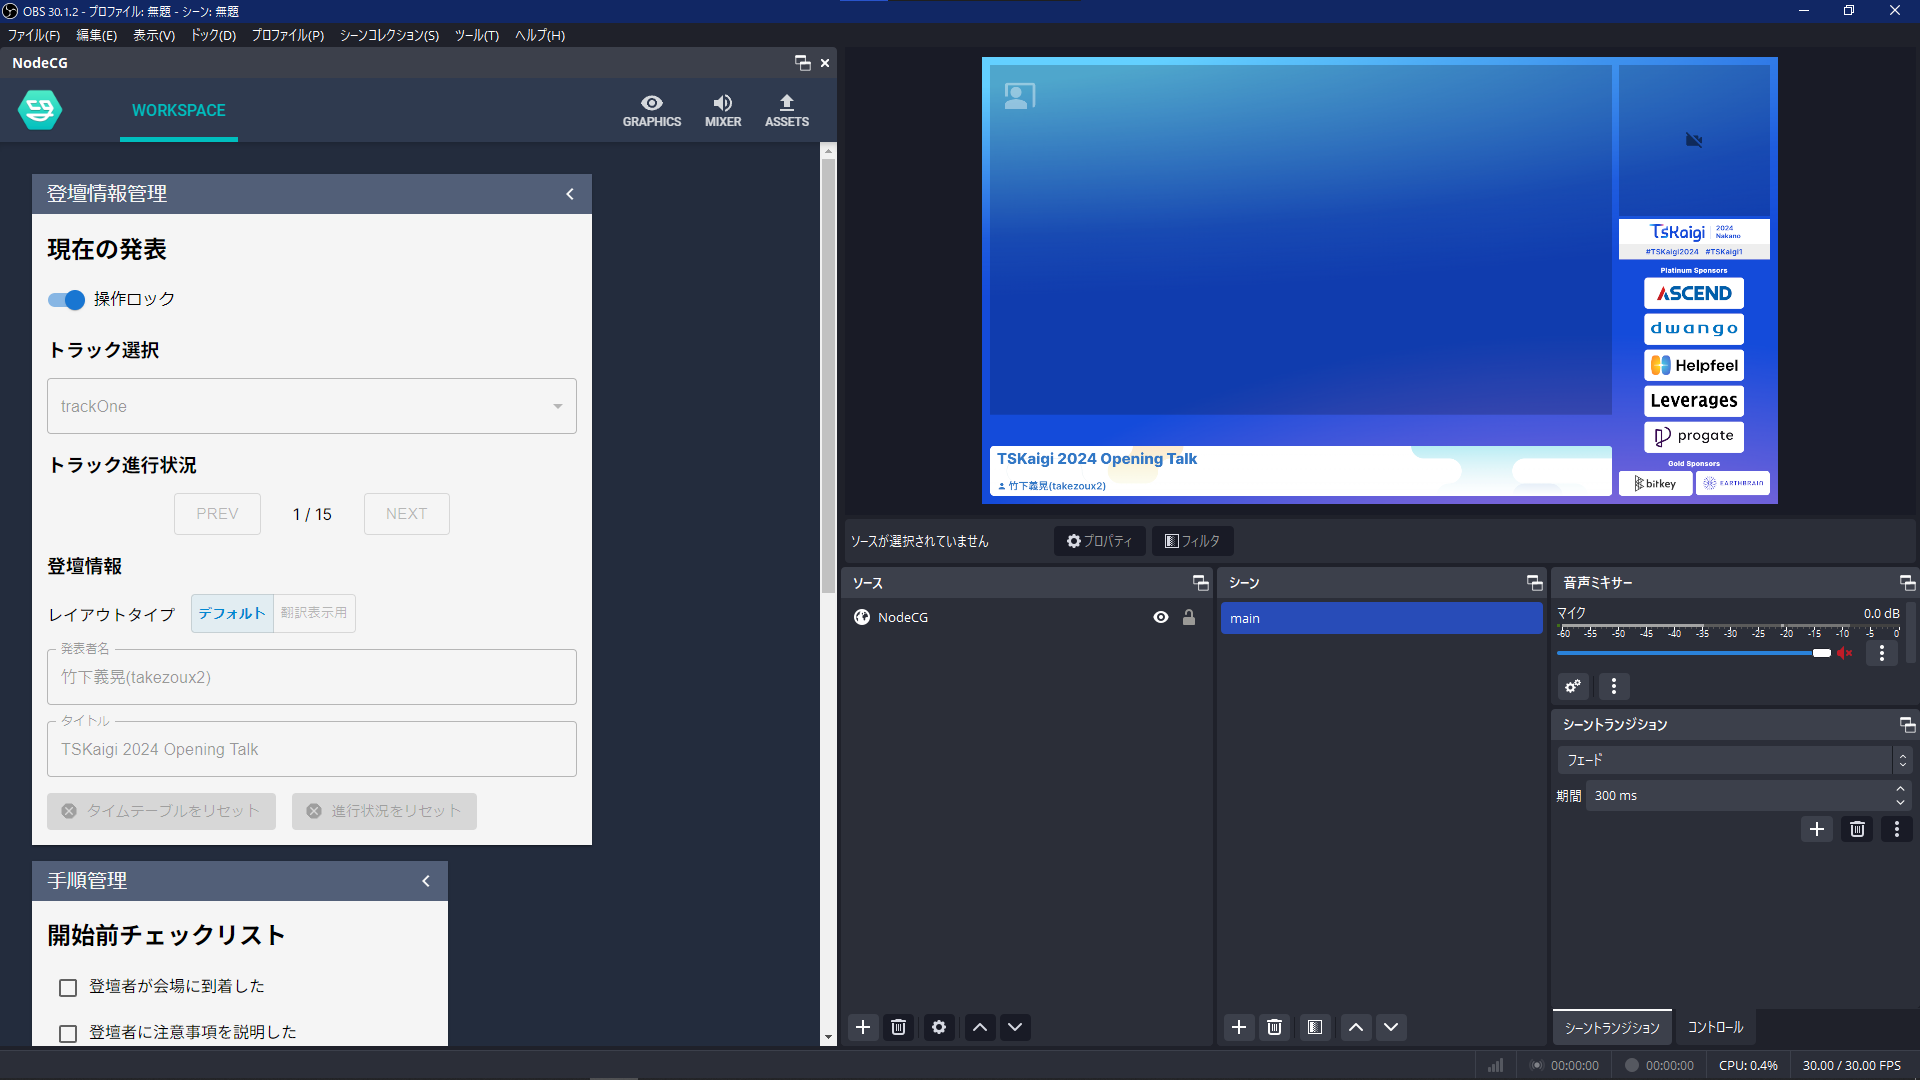 OBS 30.1.2 - プロファイル: 無題 - シーン: 無題
ファイル(F) 編集(E) 表示(V) ドック(D) プロファイル(P) シーンコレクション(S) ツール(T) ヘルプ(H)
NodeCG
WORKSPACE
GRAPHICS
MIXER
ASSETS
登壇情報管理
現在の発表
操作ロック
トラック選択
trackOne
トラック進行状況
PREV
1 / 15
NEXT
登壇情報
レイアウトタイプ
デフォルト
翻訳表示用
発表者名
竹下義晃(takezoux2)
タイトル
TSKaigi 2024 Opening Talk
タイムテーブルをリセット
進行状況をリセット
手順管理
開始前チェックリスト
登壇者が会場に到着した
登壇者に注意事項を説明した
TSKaigi
2024
Nakano
#TSKaigi2024 #TSKaigi1
Platinum Sponsors
ASCEND
dwango
Helpfeel
Leverages
progate
Gold Sponsors
bitkey
EARTHBRAIN
TSKaigi 2024 Opening Talk
竹下義晃(takezoux2)
ソースが選択されていません
プロパティ
フィルタ
ソース
NodeCG
シーン
main
音声ミキサー
マイク
0.0 dB
-60 -55 -50 -45 -40 -35 -30 -25 -20 -15 -10 -5 0
シーントランジション
フェード
期間
300 ms
シーントランジション
コントロール
00:00:00
00:00:00
CPU: 0.4%
30.00 / 30.00 FPS